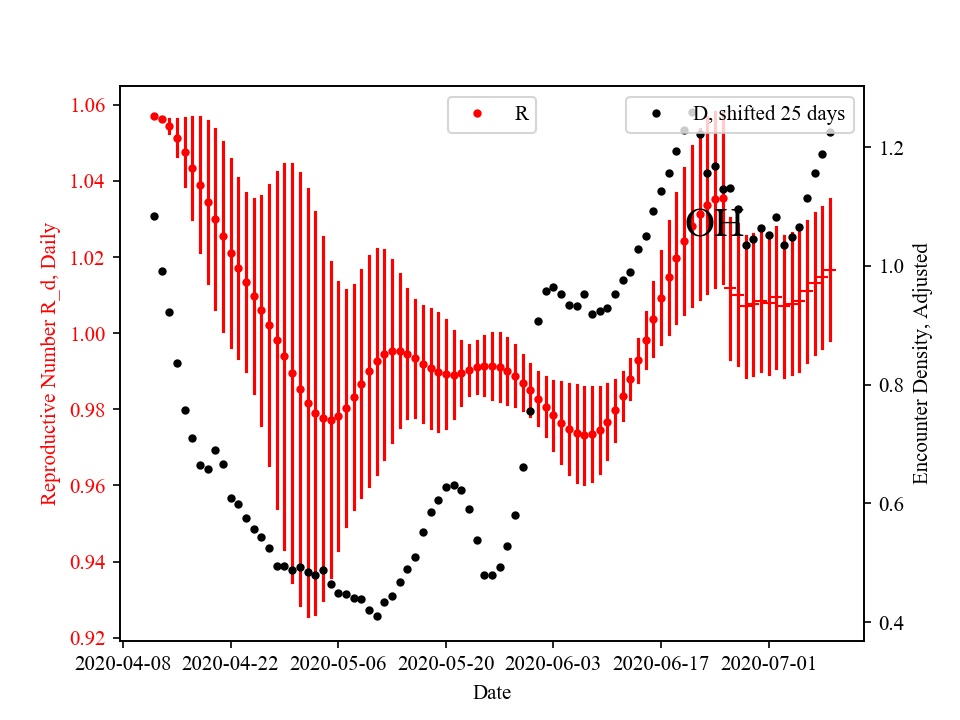 R
D, shifted 25 days
OH
1.06
1.04
1.02
1.00
0.98
0.96
0.94
0.92
Reproductive Number R_d, Daily
1.2
1.0
0.8
0.6
0.4
Encounter Density, Adjusted
2020-04-08 2020-04-22 2020-05-06 2020-05-20 2020-06-03 2020-06-17 2020-07-01
Date